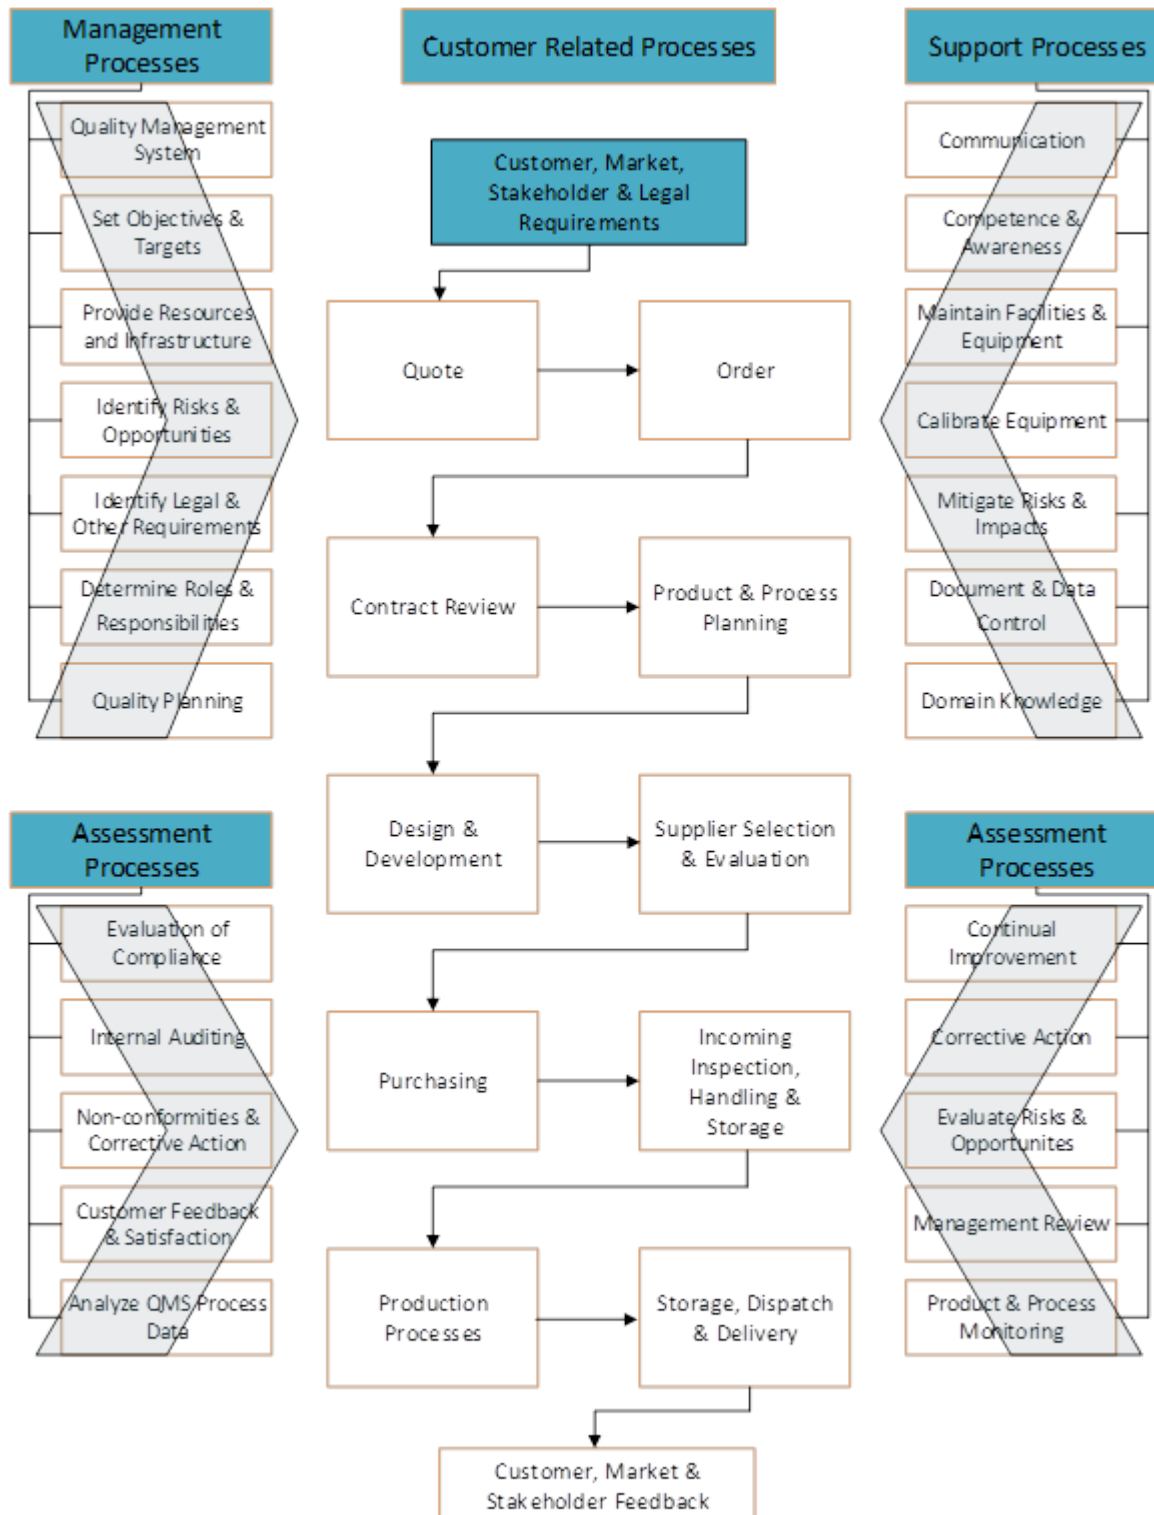 Management
Processes
Customer Related Processes
Support Processes
Quality Management
System
Set Objectives &
Targets
Provide Resources
and Infrastructure
Identify Risks &
Opportunities
Identify Legal &
Other Requirements
Determine Roles &
Responsibilities
Quality Planning
Customer, Market,
Stakeholder & Legal
Requirements
Quote
Order
Contract Review
Product & Process
Planning
Design &
Development
Supplier Selection
& Evaluation
Purchasing
Incoming
Inspection,
Handling &
Storage
Production
Processes
Storage, Dispatch
& Delivery
Customer, Market &
Stakeholder Feedback
Communication
Competence &
Awareness
Maintain Facilities &
Equipment
Calibrate Equipment
Mitigate Risks &
Impacts
Document & Data
Control
Domain Knowledge
Assessment
Processes
Evaluation of
Compliance
Internal Auditing
Non-conformities &
Corrective Action
Customer Feedback
& Satisfaction
Analyze QMS Process
Data
Assessment
Processes
Continual
Improvement
Corrective Action
Evaluate Risks &
Opportunites
Management Review
Product & Process
Monitoring